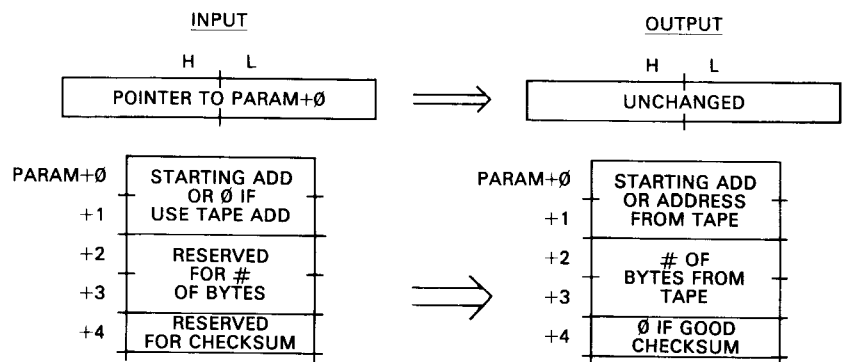 INPUT
H L
POINTER TO PARAM+Ø
OUTPUT
H L
UNCHANGED
PARAM+Ø
+1
STARTING ADD
OR Ø IF
USE TAPE ADD
+2
+3
RESERVED
FOR #
OF BYTES
+4
RESERVED
FOR CHECKSUM
PARAM+Ø
+1
STARTING ADD
OR ADDRESS
FROM TAPE
+2
+3
# OF
BYTES FROM
TAPE
+4
Ø IF GOOD
CHECKSUM